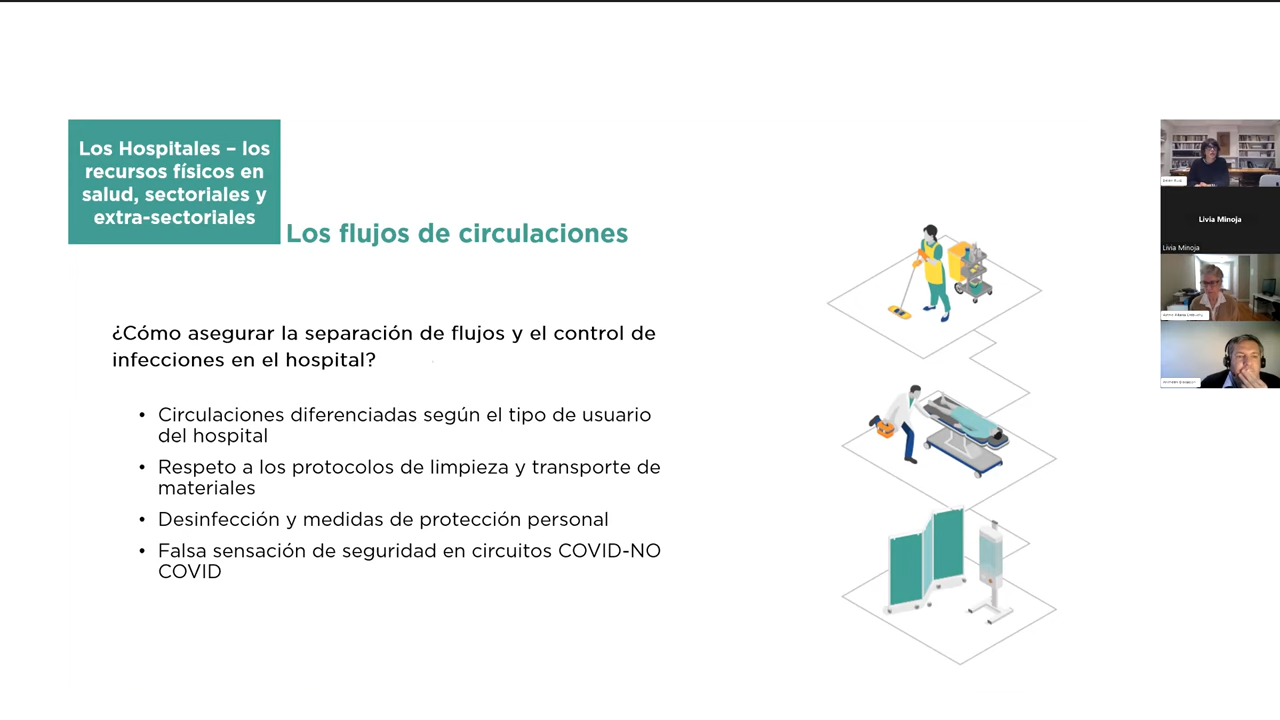 Los Hospitales – los
recursos físicos en
salud, sectoriales y
extra-sectoriales
Los flujos de circulaciones
¿Cómo asegurar la separación de flujos y el control de
infecciones en el hospital?
• Circulaciones diferenciadas según el tipo de usuario
del hospital
• Respeto a los protocolos de limpieza y transporte de
materiales
• Desinfección y medidas de protección personal
• Falsa sensación de seguridad en circuitos COVID-NO
COVID
Livia Minoja
Livia Minoja